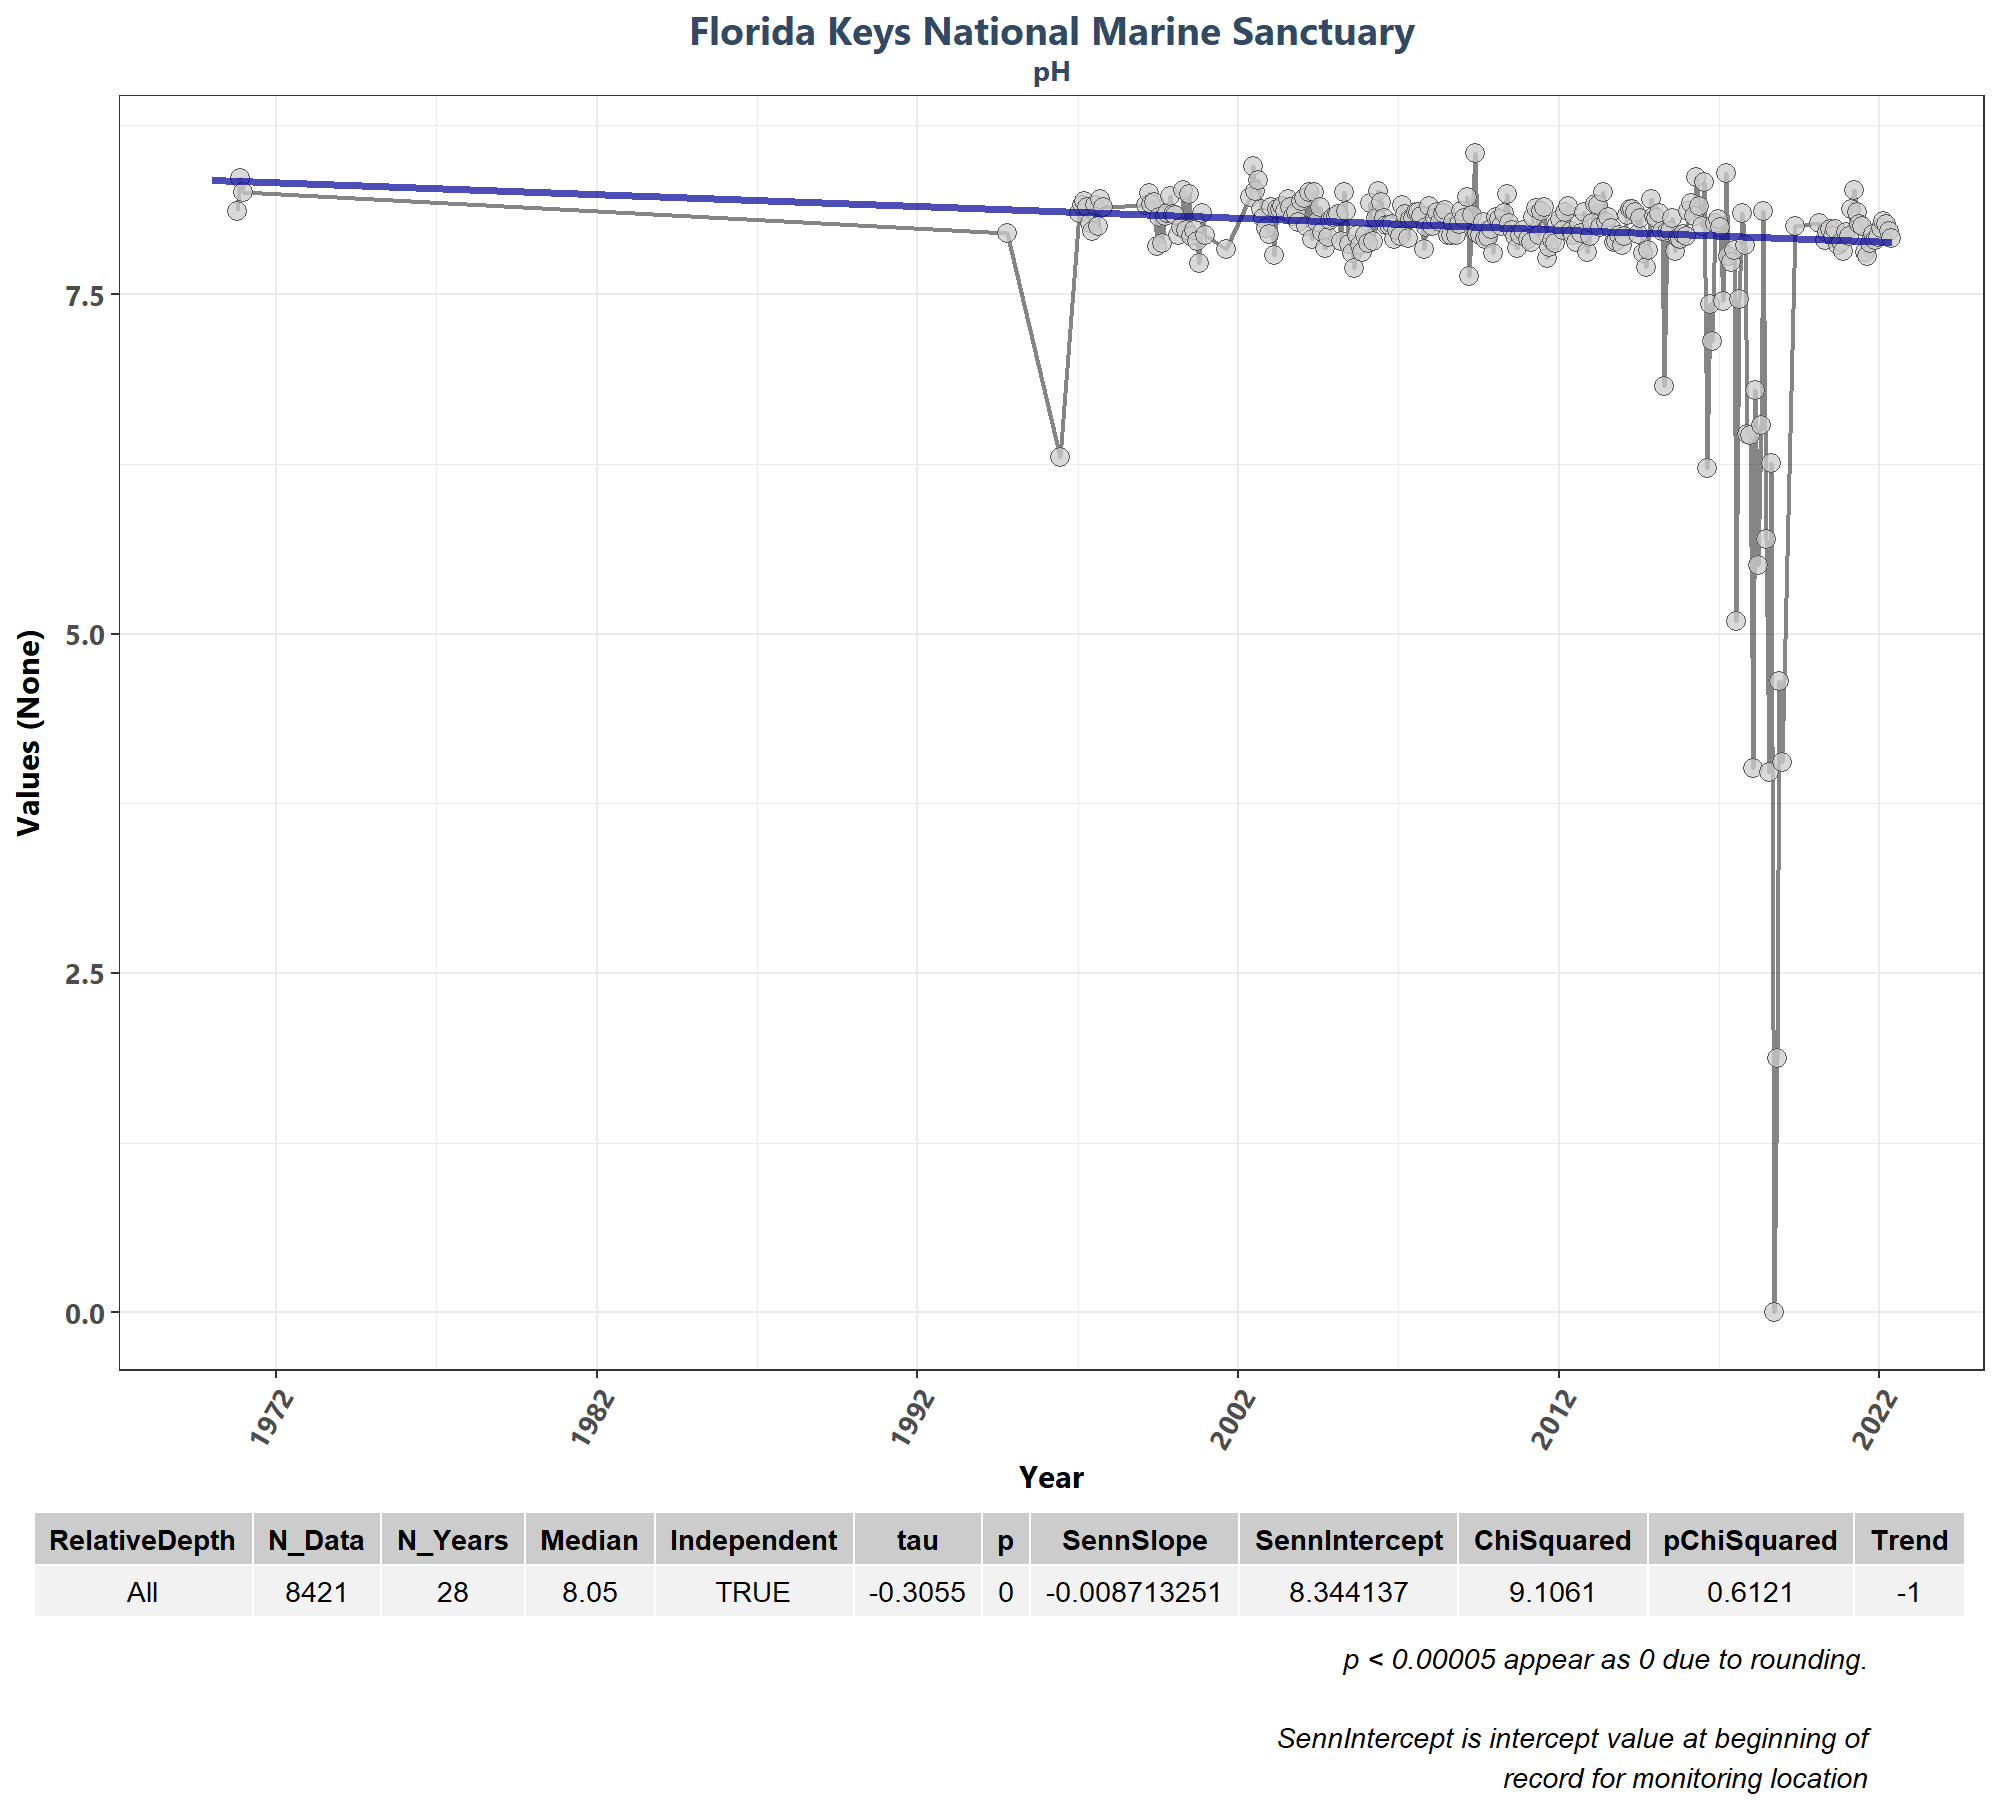 Florida Keys National Marine Sanctuary
pH
Values (None)
7.5
5.0
2.5
0.0
1972
1982
1992
2002
2012
2022
Year
RelativeDepth N_Data N_Years Median Independent tau p SennSlope SennIntercept ChiSquared pChiSquared Trend
All 8421 28 8.05 TRUE -0.3055 0 -0.008713251 8.344137 9.1061 0.6121 -1
p < 0.00005 appear as 0 due to rounding.
SennIntercept is intercept value at beginning of
record for monitoring location